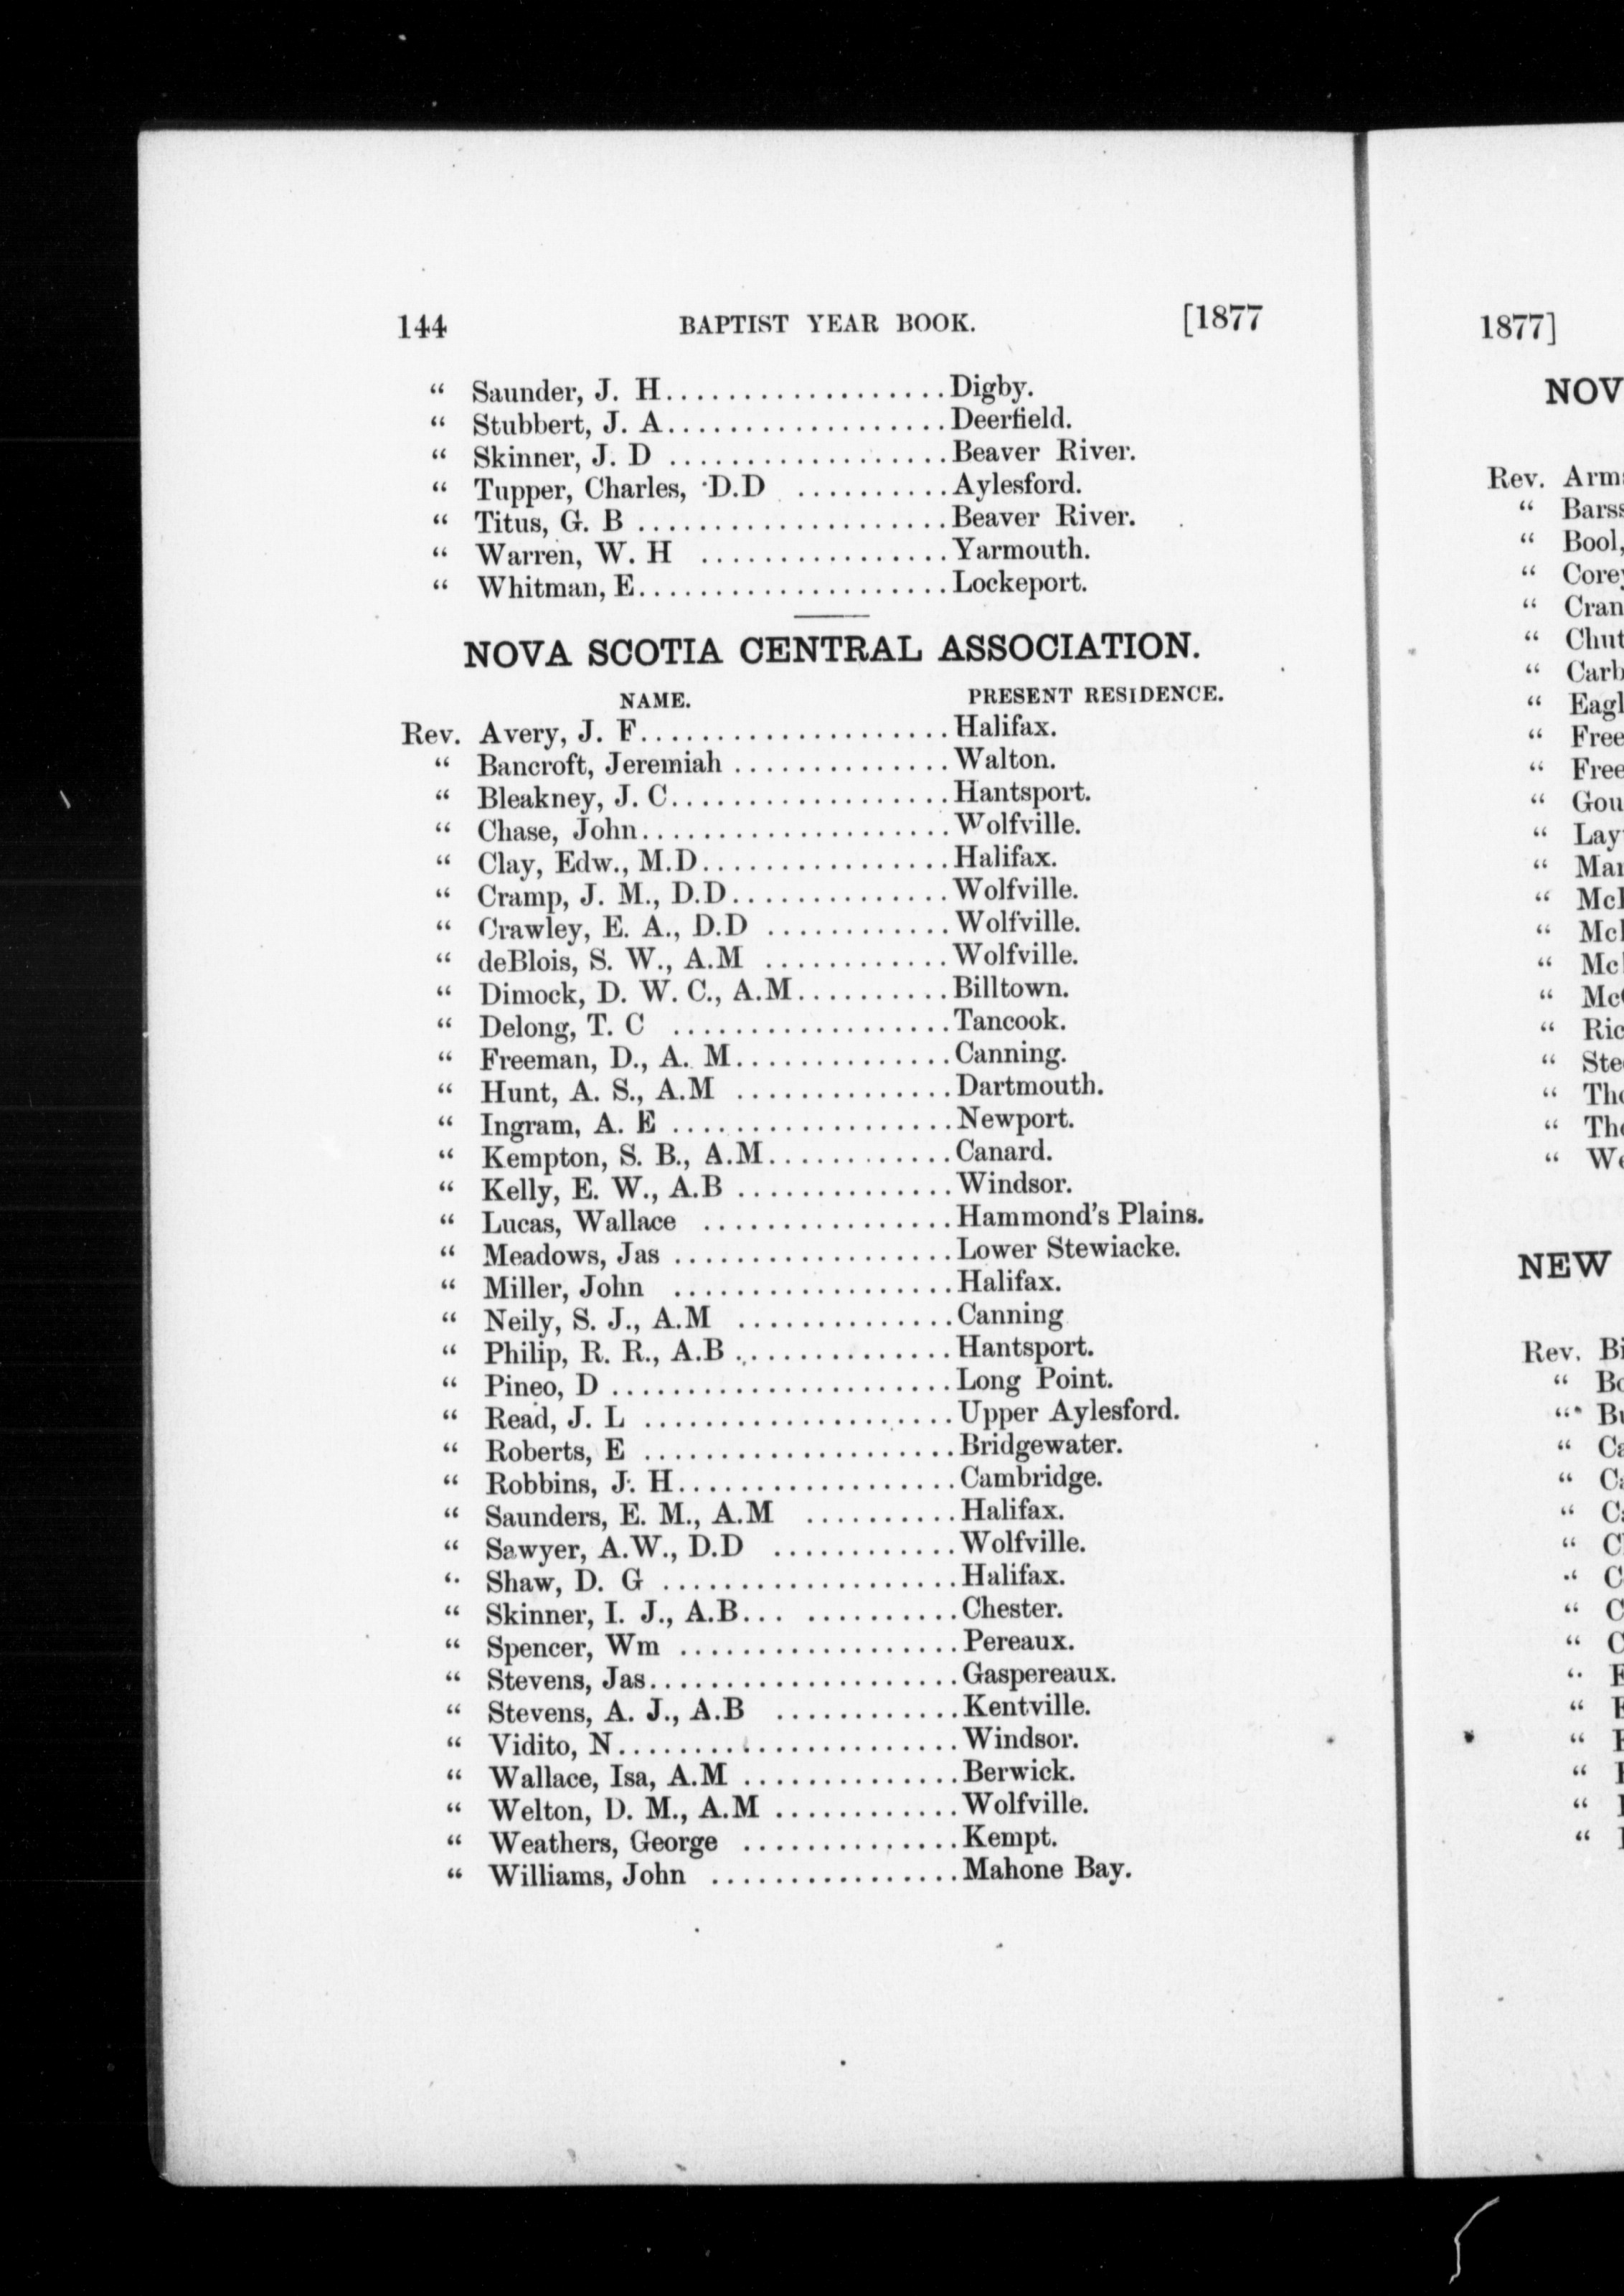 144 BAPTIST YEAR BOOK. [1877
“ Saunder, J. H..................Digby.
“ Stubbert, J. A..................Deerfield.
“ Skinner, J. D ..................Beaver River.
“ Tupper, Charles, D.D ..........Aylesford.
“ Titus, G. B ....................Beaver River.
“ Warren, W. H ................Yarmouth.
“ Whitman, E....................Lockeport.
NOVA SCOTIA CENTRAL ASSOCIATION.
NAME. PRESENT RESIDENCE.
Rev. Avery, J. F....................Halifax.
“ Bancroft, Jeremiah ..............Walton.
“ Bleakney, J. C..................Hantsport.
“ Chase, John....................Wolfville.
“ Clay, Edw., M.D................Halifax.
“ Cramp, J. M., D.D..............Wolfville.
“ Crawley, E. A., D.D ............Wolfville.
“ deBlois, S. W., A.M ............Wolfville.
“ Dimock, D. W. C., A.M..........Billtown.
“ Delong, T. C ..................Tancook.
“ Freeman, D., A. M..............Canning.
“ Hunt, A. S., A.M ..............Dartmouth.
“ Ingram, A. E ..................Newport.
“ Kempton, S. B., A.M............Canard.
“ Kelly, E. W., A.B ..............Windsor.
“ Lucas, Wallace ................Hammond's Plains.
“ Meadows, Jas ..................Lower Stewiacke.
“ Miller, John ..................Halifax.
“ Neily, S. J., A.M ..............Canning
“ Philip, R. R., A.B ..............Hantsport.
“ Pineo, D ......................Long Point.
“ Read, J. L ....................Upper Aylesford.
“ Roberts, E ....................Bridgewater.
“ Robbins, J. H..................Cambridge.
“ Saunders, E. M., A.M ..........Halifax.
“ Sawyer, A.W., D.D ............Wolfville.
“ Shaw, D. G ...................Halifax.
“ Skinner, I. J., A.B... ..........Chester.
“ Spencer, Wm ..................Pereaux.
“ Stevens, Jas....................Gaspereaux.
“ Stevens, A. J., A.B ............Kentville.
“ Vidito, N......................Windsor.
“ Wallace, Isa, A.M ..............Berwick.
“ Welton, D. M., A.M ............Wolfville.
“ Weathers, George ..............Kempt.
“ Williams, John ................Mahone Bay.
1877]
NOV
Rev.
NEW
Rev.